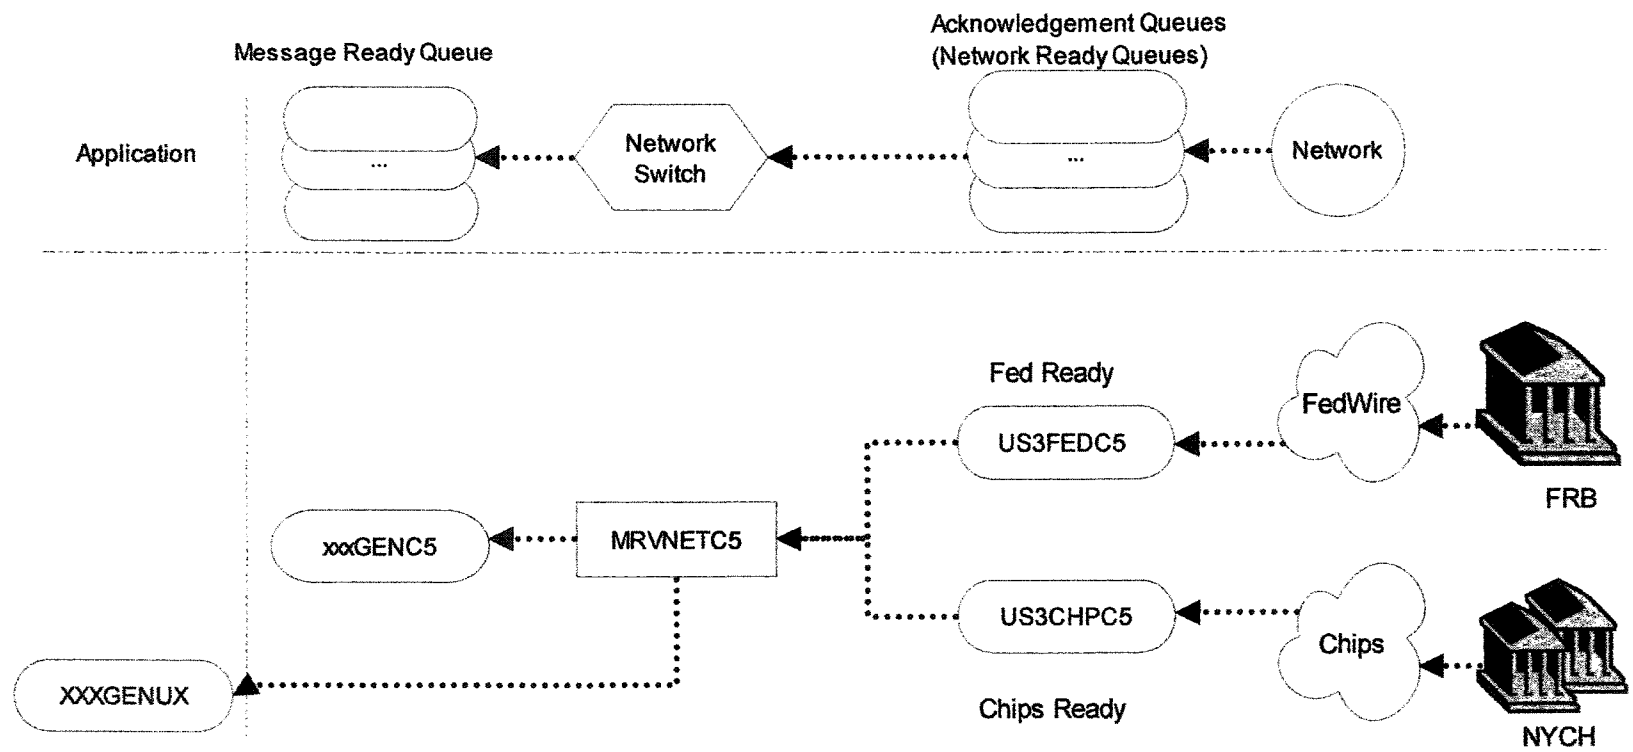 Acknowledgement Queues
(Network Ready Queues)
Message Ready Queue
Application
...
Network
Switch
...
Network
Fed Ready
FedWire
US3FEDC5
FRB
xxxGENC5
MRVNETC5
US3CHPC5
Chips
XXXGENUX
Chips Ready
NYCH